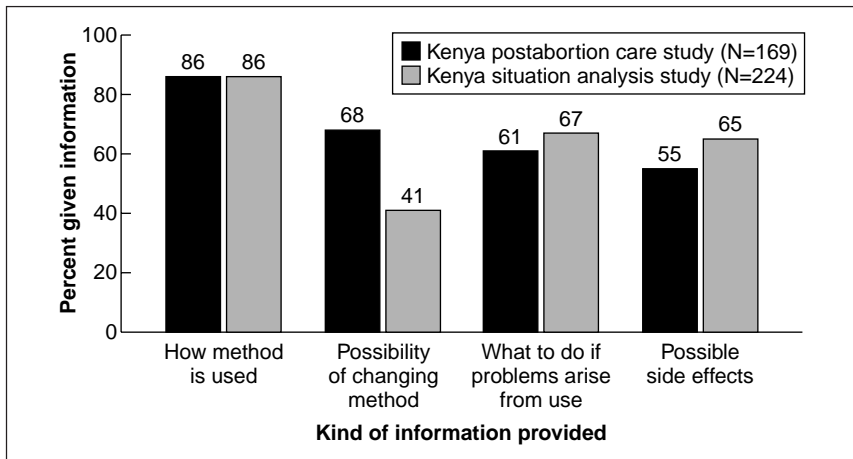 100
80
60
40
20
0
Percent given information
Kenya postabortion care study (N=169)
Kenya situation analysis study (N=224)
86 86
68
41
61
67
55
65
How method
is used
Possibility
of changing
method
What to do if
problems arise
from use
Possible
side effects
Kind of information provided